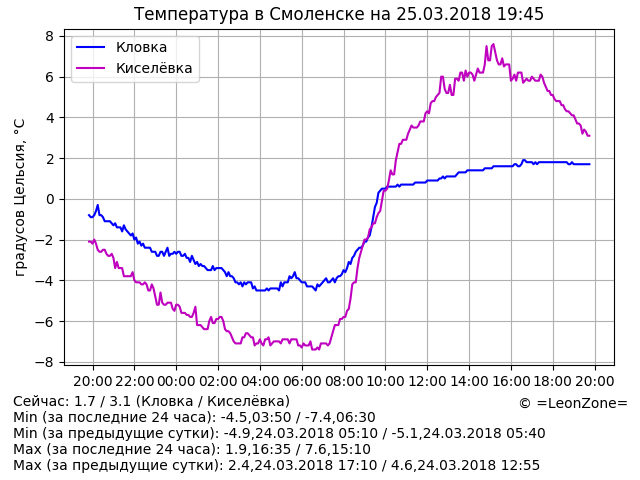 Температура в Смоленске на 25.03.2018 19:45
Кловка
Киселёвка
градусов Цельсия, °C
8
6
4
2
0
−2
−4
−6
−8
20:00 22:00 00:00 02:00 04:00 06:00 08:00 10:00 12:00 14:00 16:00 18:00 20:00
Сейчас: 1.7 / 3.1 (Кловка / Киселёвка)
© =LeonZone=
Min (за последние 24 часа): -4.5,03:50 / -7.4,06:30
Min (за предыдущие сутки): -4.9,24.03.2018 05:10 / -5.1,24.03.2018 05:40
Max (за последние 24 часа): 1.9,16:35 / 7.6,15:10
Max (за предыдущие сутки): 2.4,24.03.2018 17:10 / 4.6,24.03.2018 12:55